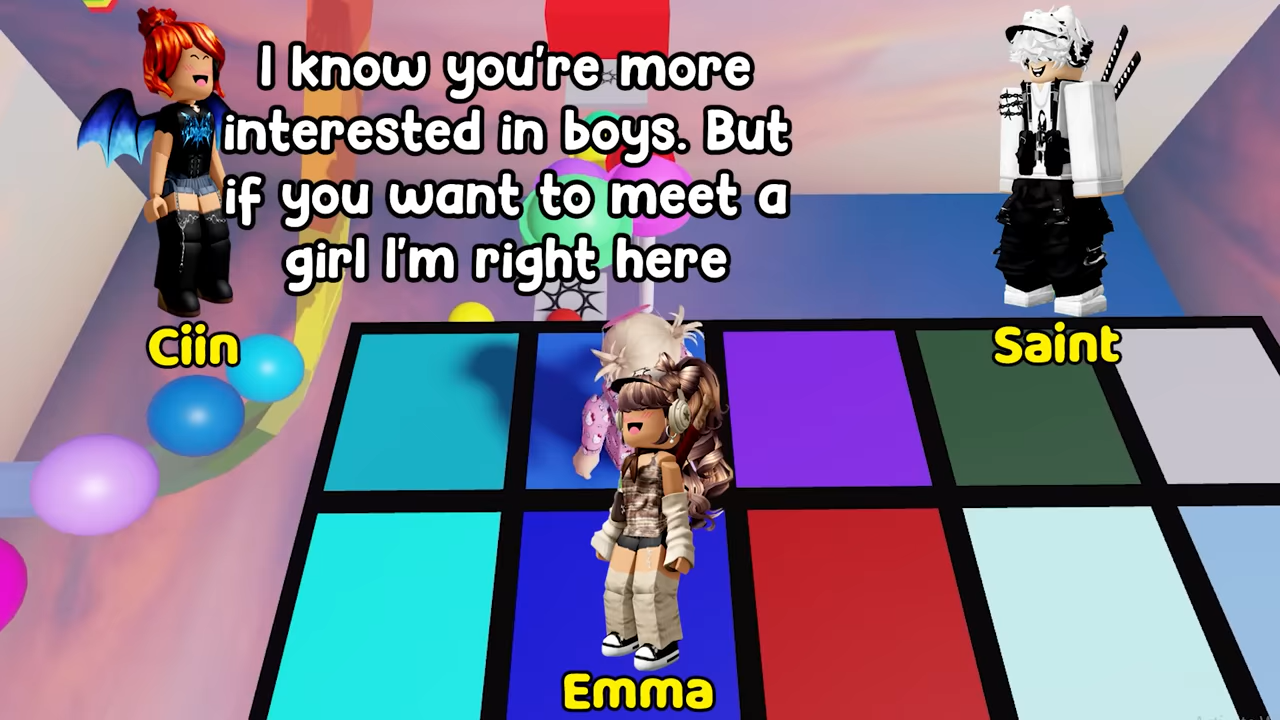 I know you're more
interested in boys. But
if you want to meet a
girl I'm right here
Ciin
Saint
Emma